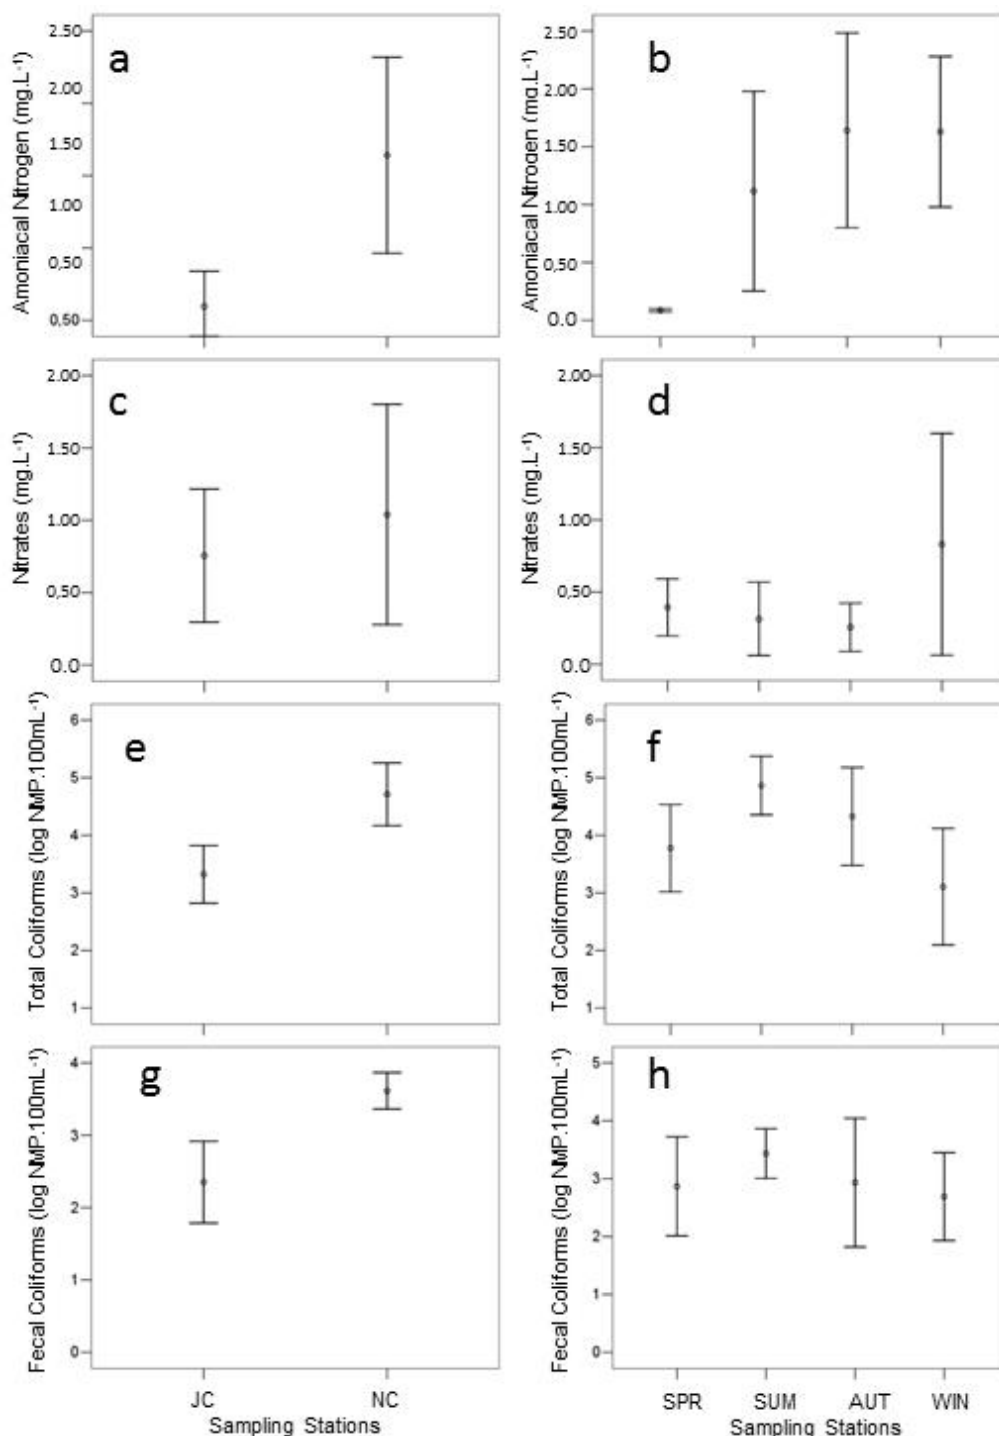 a
Amoniacal Nitrogen (mg.L-1)
2.50
2.00
1.50
1.00
0,50
0,50
b
Amoniacal Nitrogen (mg.L-1)
2.50
2.00
1.50
1.00
0,50
0.0
c
Nitrates (mg.L-1)
2.00
1.50
1.00
0,50
0.0
d
Nitrates (mg.L-1)
2.00
1.50
1.00
0,50
0.0
e
Total Coliforms (log NMP.100mL-1)
6
5
4
3
2
1
f
Total Coliforms (log NMP.100mL-1)
6
5
4
3
2
1
g
Fecal Coliforms (log NMP.100mL-1)
4
3
2
1
0
JC NC
Sampling Stations
h
Fecal Coliforms (log NMP.100mL-1)
5
4
3
2
1
0
SPR SUM AUT WIN
Sampling Stations